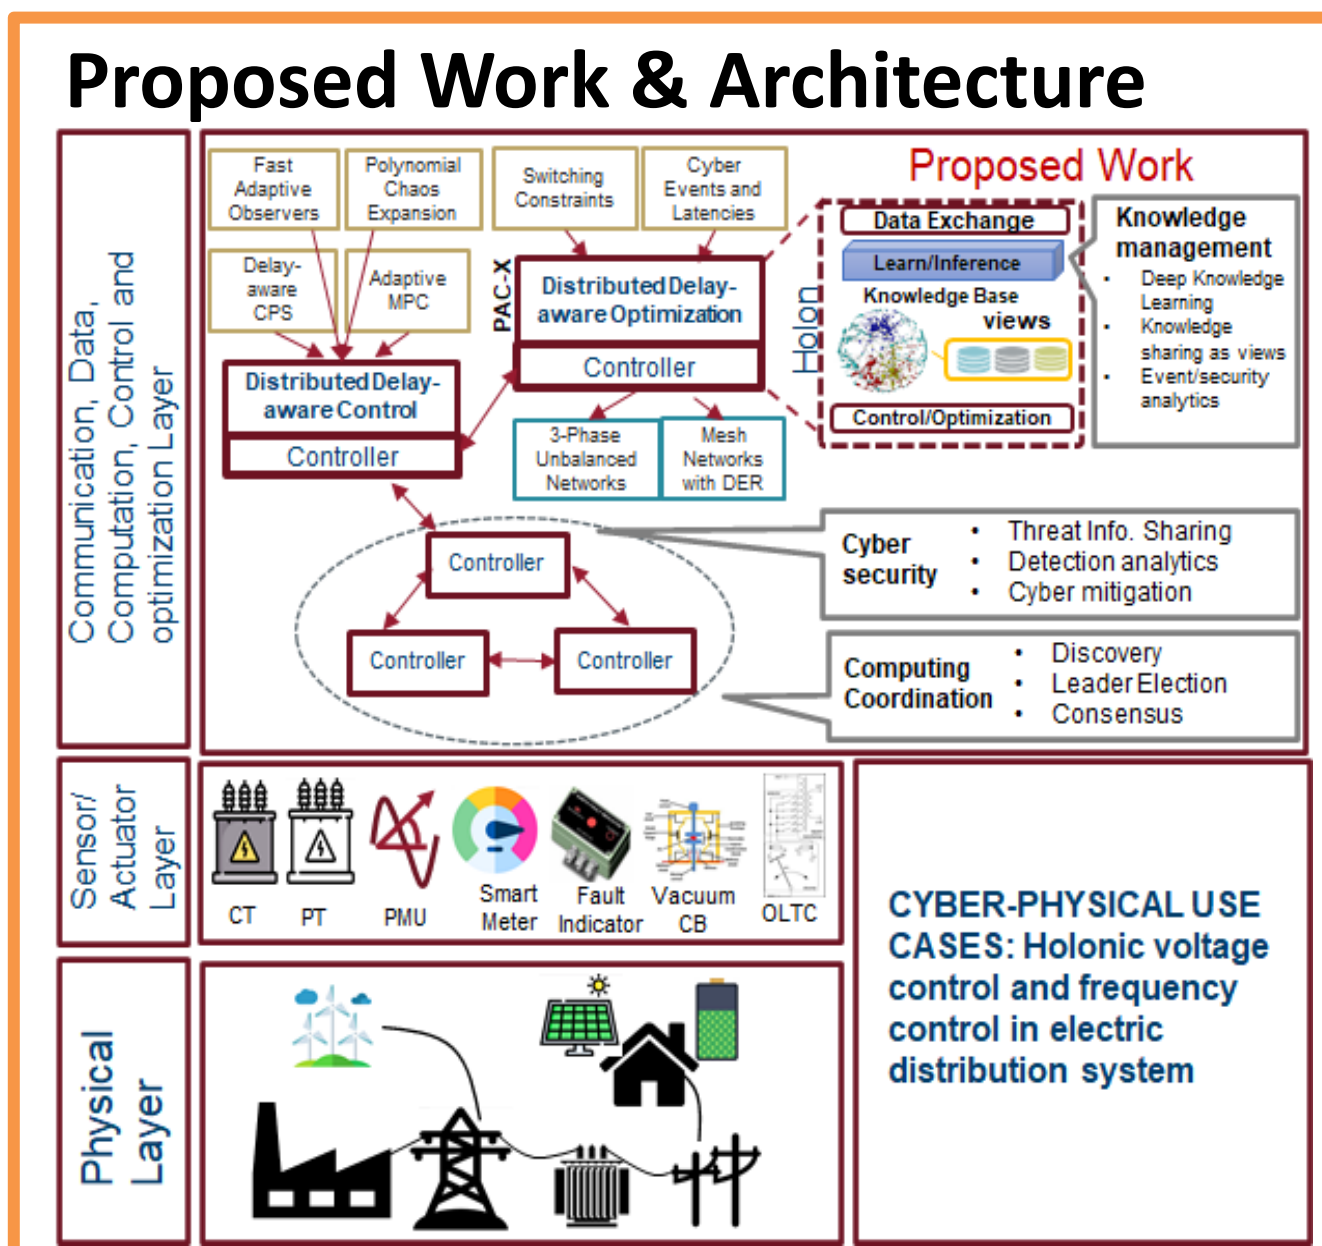 Proposed Work & Architecture
Communication, Data,
Computation, Control and
optimization Layer
Fast
Adaptive
Observers
Polynomial
Chaos
Expansion
Switching
Constraints
Cyber
Events and
Latencies
Proposed Work
Delay-
aware
CPS
Adaptive
MPC
PAC-X
Distributed Delay-
aware Optimization
Controller
Distributed Delay-
aware Control
Controller
3-Phase
Unbalanced
Networks
Mesh
Networks
with DER
Holon
Data Exchange
Learn/Inference
Knowledge Base
views
Control/Optimization
Knowledge
management
• Deep Knowledge
Learning
• Knowledge
sharing as views
• Event/security
analytics
Controller
Controller
Controller
Cyber
security
• Threat Info. Sharing
• Detection analytics
• Cyber mitigation
Computing
Coordination
• Discovery
• Leader Election
• Consensus
Sensor/
Actuator
Layer
CT
PT
PMU
Smart
Meter
Fault
Indicator
Vacuum
CB
OLTC
Physical
Layer
CYBER-PHYSICAL USE
CASES: Holonic voltage
control and frequency
control in electric
distribution system